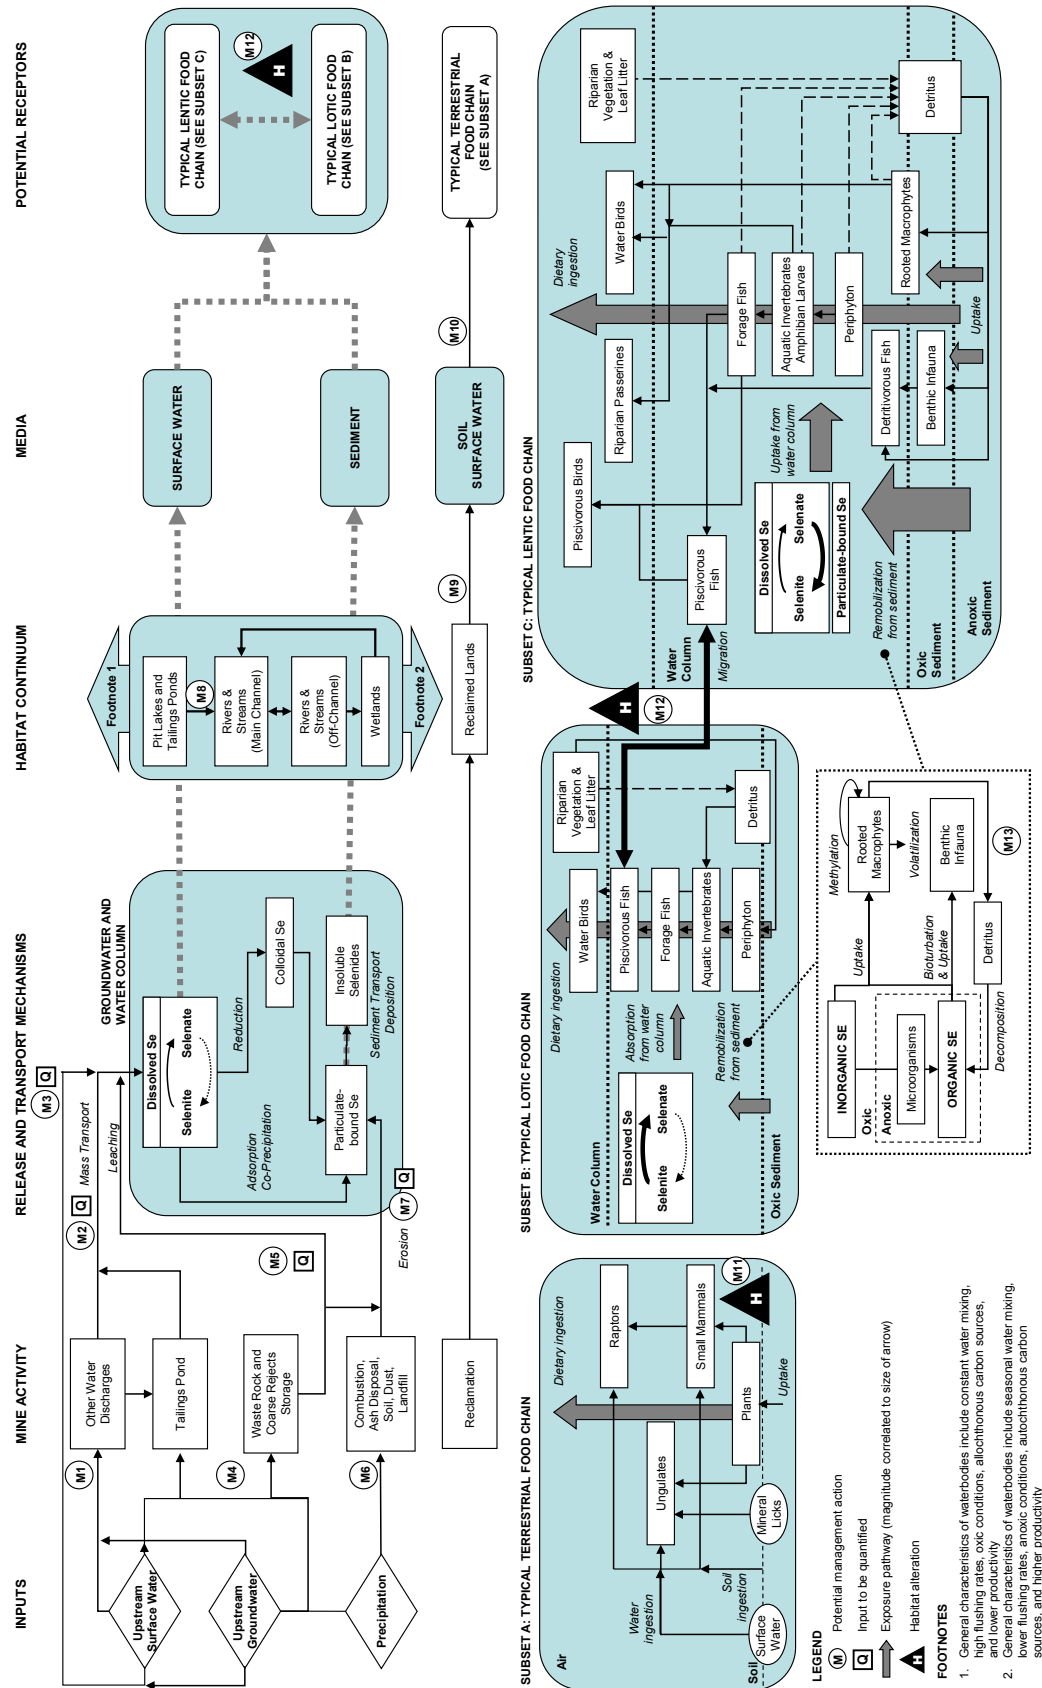 INPUTS
MINE ACTIVITY
RELEASE AND TRANSPORT MECHANISMS
HABITAT CONTINUUM
MEDIA
POTENTIAL RECEPTORS
Upstream
Surface Water
Upstream
Groundwater
Precipitation
M1
M4
M6
Other Water
Discharges
Tailings Pond
Waste Rock and
Coarse Rejects
Storage
Combustion,
Ash Disposal,
Soil, Dust,
Landfill
Reclamation
M2
Q
M3
Q
Mass Transport
Leaching
M5
Q
M7
Q
Erosion
GROUNDWATER AND
WATER COLUMN
Dissolved Se
Selenite
Selenate
Reduction
Colloidal Se
Adsorption
Co-Precipitation
Particulate-
bound Se
Insoluble
Selenides
Sediment Transport
Deposition
Footnote 1
Pit Lakes and
Tailings Ponds
M8
Rivers &
Streams
(Main Channel)
Rivers &
Streams
(Off-Channel)
Wetlands
Footnote 2
Reclaimed Lands
M9
SURFACE WATER
SEDIMENT
SOIL
SURFACE WATER
M10
TYPICAL LENTIC FOOD
CHAIN (SEE SUBSET C)
M12
H
TYPICAL LOTIC FOOD
CHAIN (SEE SUBSET B)
TYPICAL TERRESTRIAL
FOOD CHAIN
(SEE SUBSET A)
SUBSET A: TYPICAL TERRESTRIAL FOOD CHAIN
Air
Dietary ingestion
Raptors
Small Mammals
M11
H
Ungulates
Plants
Uptake
Water
ingestion
Soil
ingestion
Mineral
Licks
Surface
Water
Soil
SUBSET B: TYPICAL LOTIC FOOD CHAIN
Water Column
Dietary ingestion
Water Birds
Riparian
Vegetation &
Leaf Litter
Piscivorous Fish
Forage Fish
Aquatic Invertebrates
Periphyton
Detritus
Dissolved Se
Selenite
Selenate
Absorption
from water
column
Remobilization
from sediment
Oxic Sediment
H
M12
Migration
SUBSET C: TYPICAL LENTIC FOOD CHAIN
Piscivorous Birds
Riparian Passerines
Dietary
ingestion
Water Birds
Riparian
Vegetation &
Leaf Litter
Water
Column
Piscivorous
Fish
Forage Fish
Aquatic Invertebrates
Amphibian Larvae
Periphyton
Dissolved Se
Selenite
Selenate
Particulate-bound Se
Uptake from
water column
Detritivorous Fish
Rooted Macrophytes
Detritus
Remobilization
from sediment
Benthic Infauna
Uptake
Oxic
Sediment
Anoxic
Sediment
INORGANIC SE
Oxic
Anoxic
Microorganisms
ORGANIC SE
Uptake
Bioturbation
& Uptake
Methylation
Rooted
Macrophytes
Volatilization
Benthic
Infauna
Detritus
Decomposition
M13
LEGEND
M Potential management action
Q Input to be quantified
Exposure pathway (magnitude correlated to size of arrow)
H Habitat alteration
FOOTNOTES
1. General characteristics of waterbodies include constant water mixing,
high flushing rates, oxic conditions, allochthonous carbon sources,
and lower productivity
2. General characteristics of waterbodies include seasonal water mixing,
lower flushing rates, anoxic conditions, autochthonous carbon
sources, and higher productivity